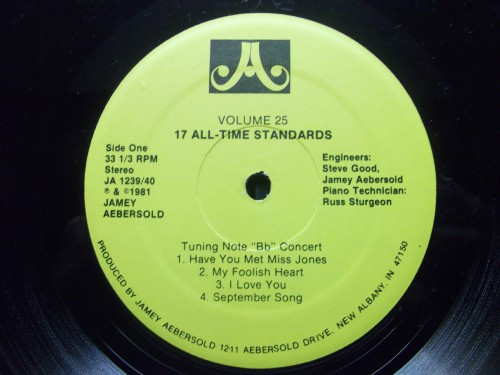 VOLUME 25
17 ALL-TIME STANDARDS
Side One
33 1/3 RPM
Stereo
JA 1239/40
℗ & ©1981
JAMEY
AEBERSOLD
Engineers:
Steve Good,
Jamey Aebersold
Piano Technician:
Russ Sturgeon
Tuning Note "Bb" Concert
1. Have You Met Miss Jones
2. My Foolish Heart
3. I Love You
4. September Song
PRODUCED BY JAMEY AEBERSOLD 1211 AEBERSOLD DRIVE, NEW ALBANY, IN 47150